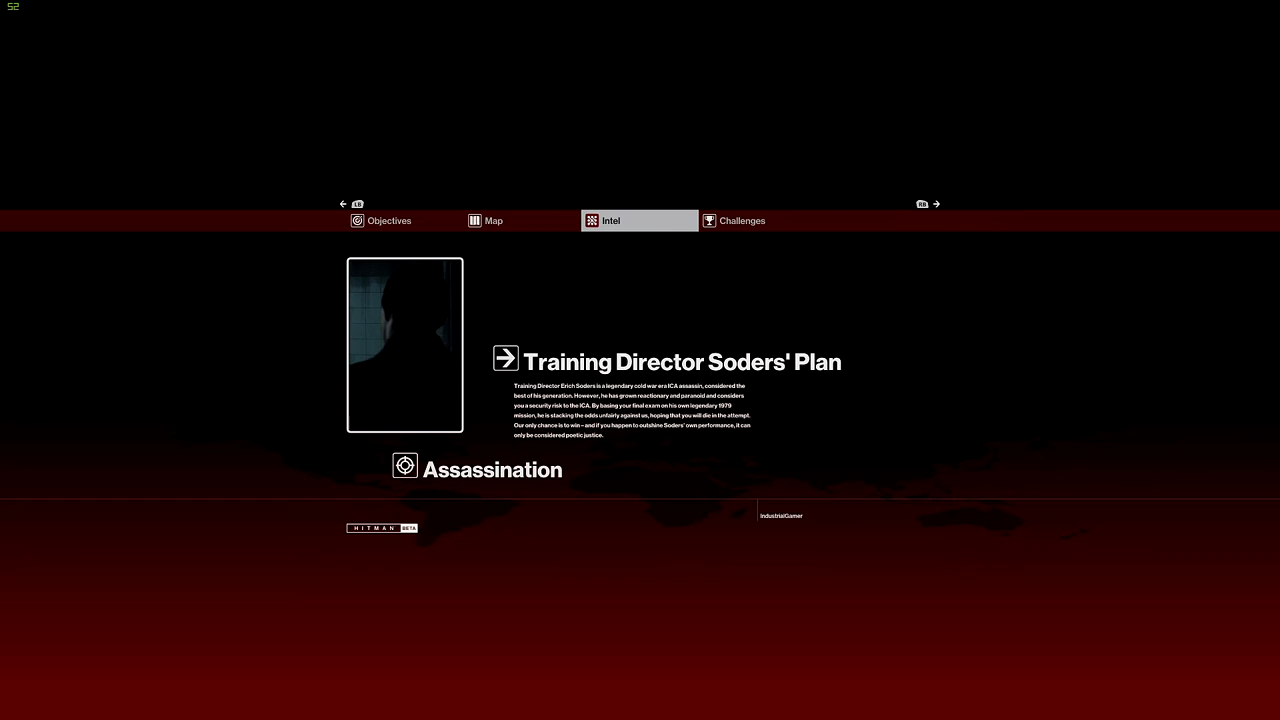 52
LB
RB
Objectives
Map
Intel
Challenges
Training Director Soders' Plan
Training Director Erich Soders is a legendary cold war era ICA assassin, considered the
best of his generation. However, he has grown reactionary and paranoid and considers
you a security risk to the ICA. By basing your final exam on his own legendary 1979
mission, he is stacking the odds unfairly against us, hoping that you will die in the attempt.
Our only chance is to win – and if you happen to outshine Soders' own performance, it can
only be considered poetic justice.
Assassination
IndustrialGamer
HITMAN BETA